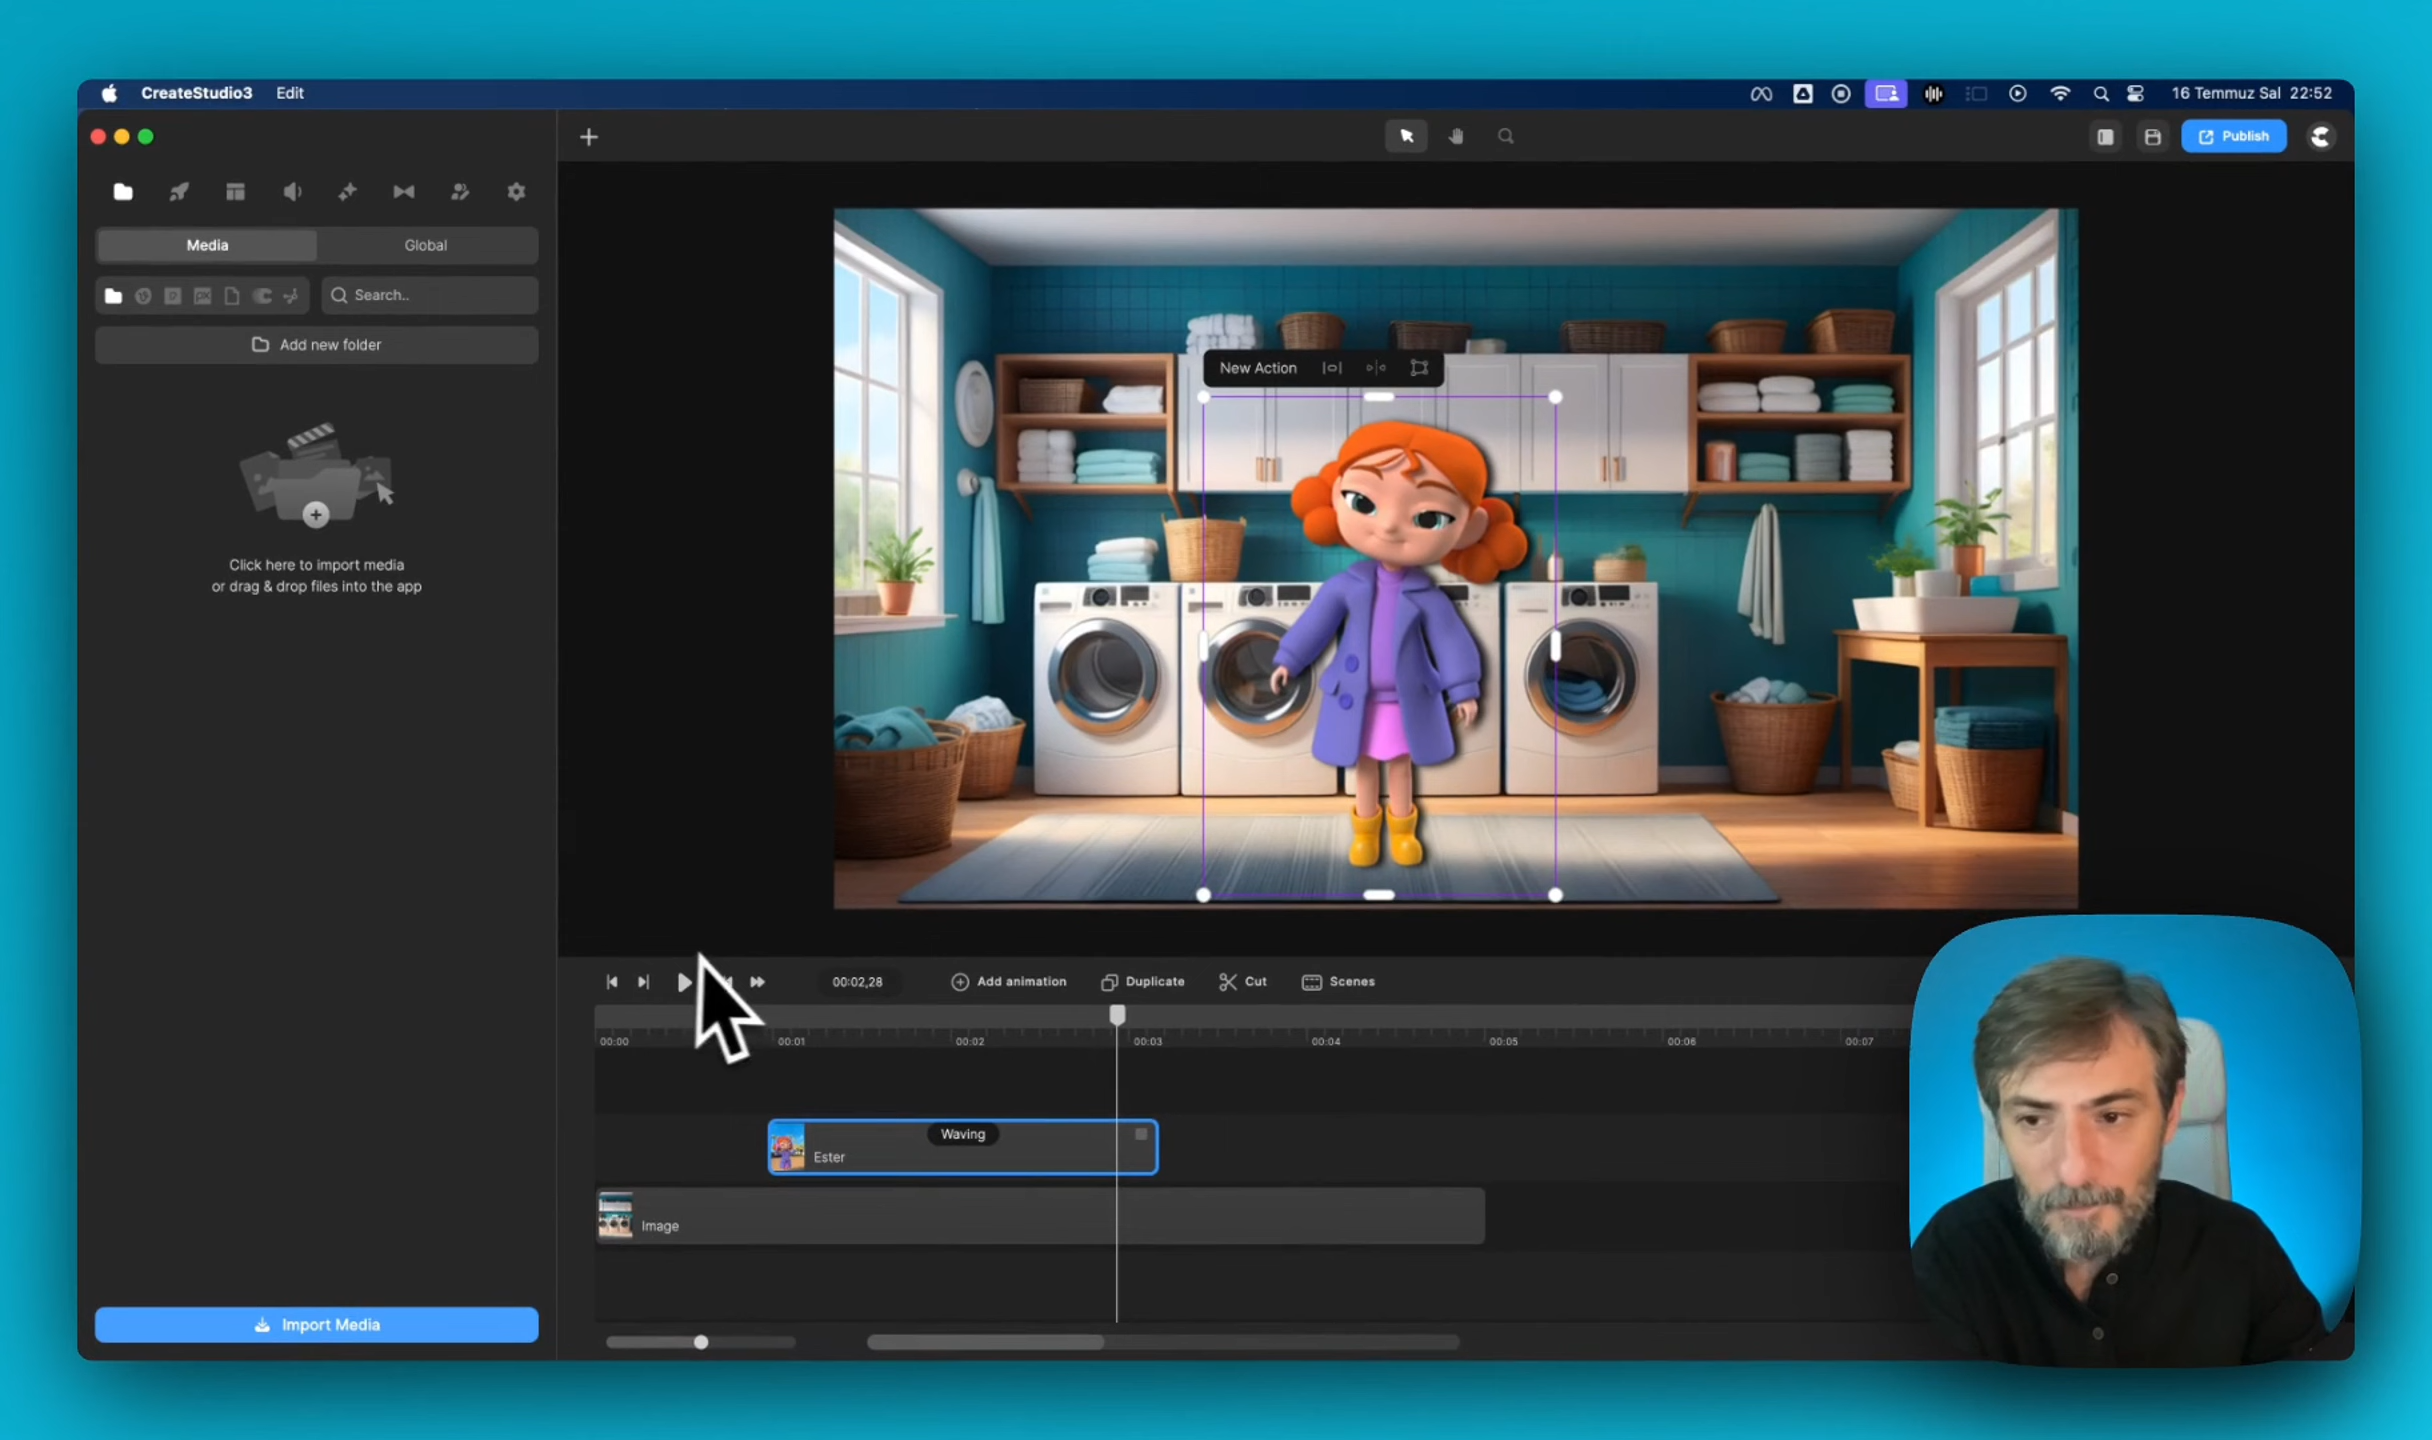 CreateStudio3 Edit 16 Temmuz Sal 22:52
Publish
Media Global
Search..
Add new folder
Click here to import media
or drag & drop files into the app
Import Media
New Action
00:02,28 Add animation Duplicate Cut Scenes
00:00 00:01 00:02 00:03 00:04 00:05 00:06 00:07
Waving
Ester
Image